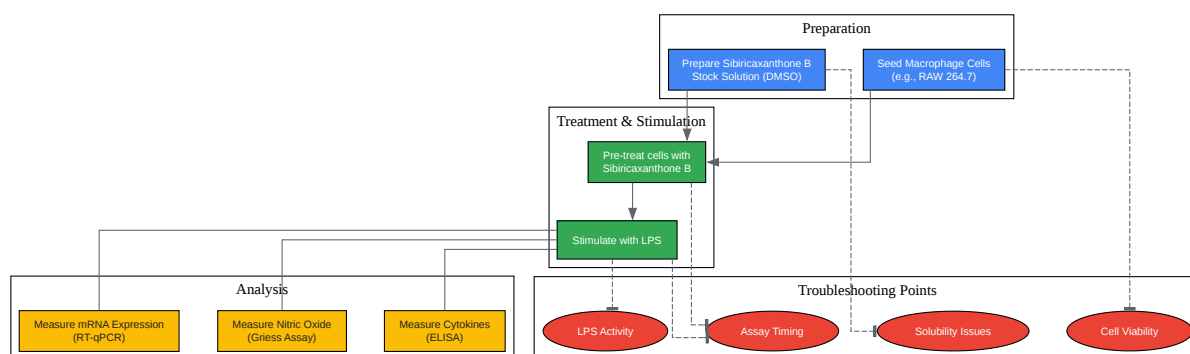 Preparation
Prepare Sibiricaxanthone B
Stock Solution (DMSO)
Seed Macrophage Cells
(e.g., RAW 264.7)
Treatment & Stimulation
Pre-treat cells with
Sibiricaxanthone B
Stimulate with LPS
Analysis
Measure mRNA Expression
(RT-qPCR)
Measure Nitric Oxide
(Griess Assay)
Measure Cytokines
(ELISA)
Troubleshooting Points
LPS Activity
Assay Timing
Solubility Issues
Cell Viability